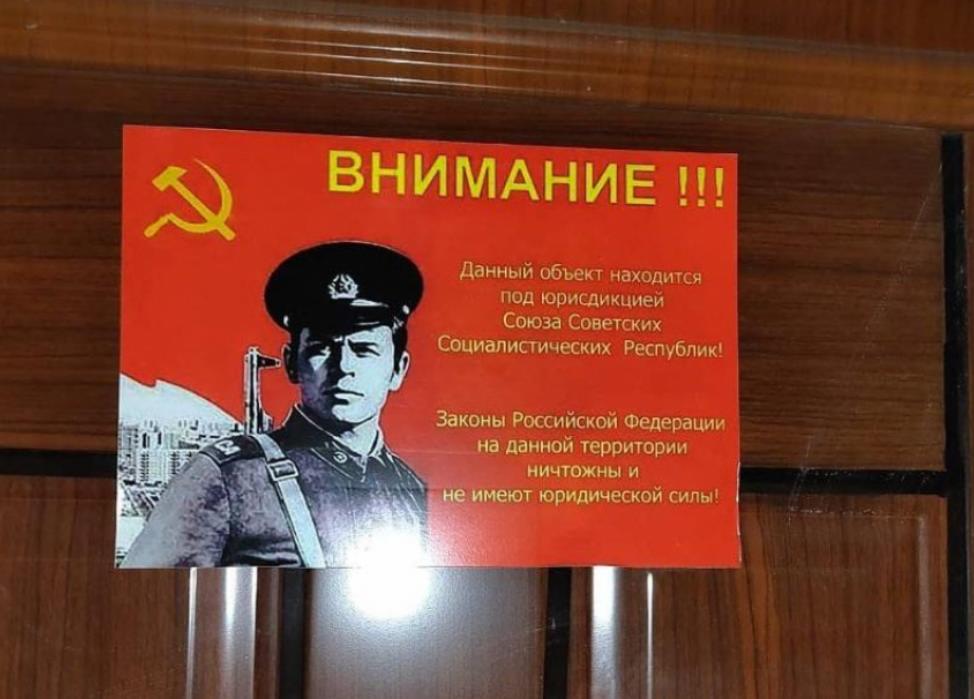 ВНИМАНИЕ !!!
Данный объект находится
под юрисдикцией
Союза Советских
Социалистических Республик!
Законы Российской Федерации
на данной территории
ничтожны и
не имеют юридической силы!